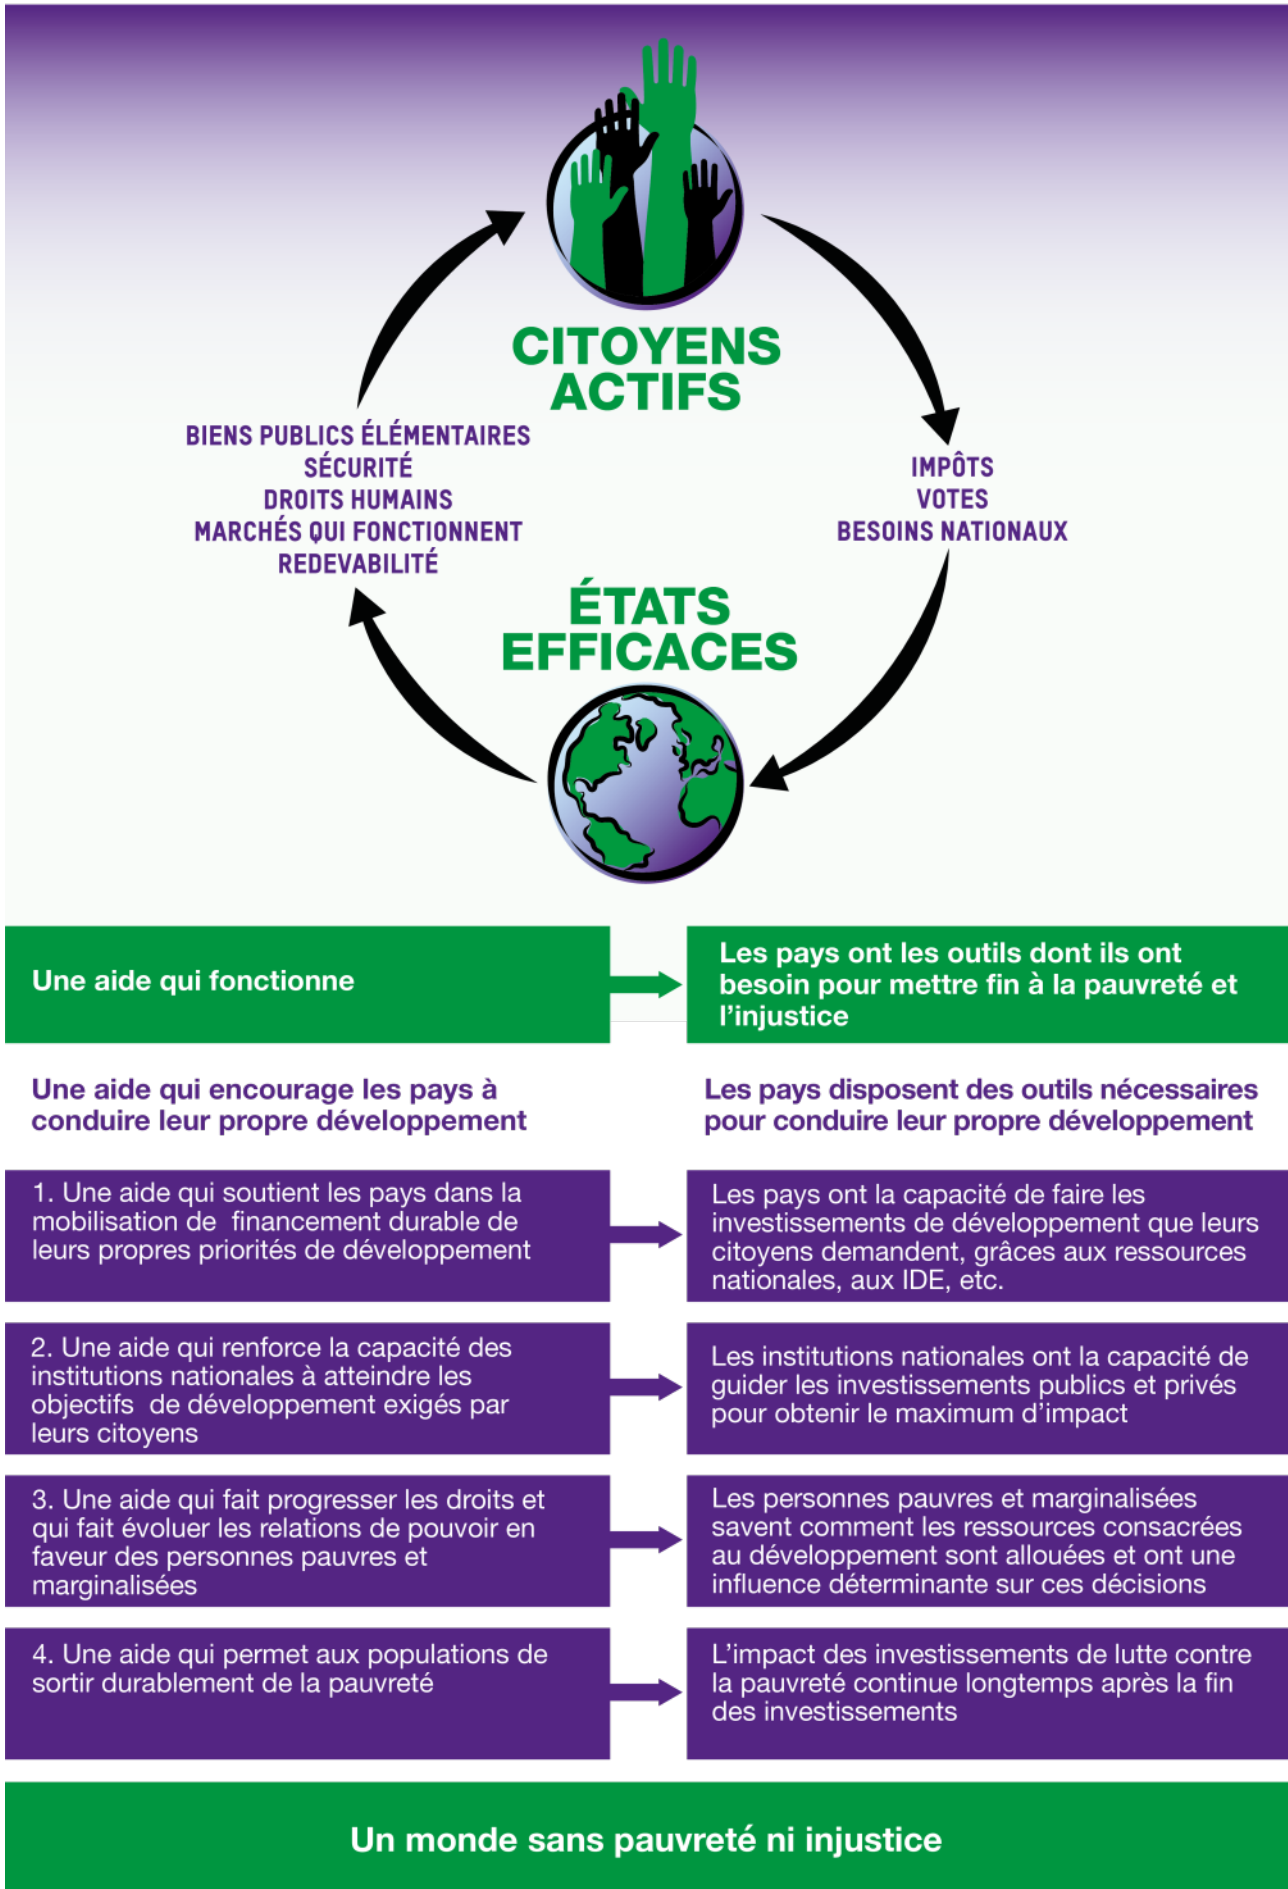 CITOYENS
ACTIFS
BIENS PUBLICS ÉLÉMENTAIRES
SÉCURITÉ
DROITS HUMAINS
MARCHÉS QUI FONCTIONNENT
REDEVABILITÉ
IMPÔTS
VOTES
BESOINS NATIONAUX
ÉTATS
EFFICACES
Une aide qui fonctionne
Les pays ont les outils dont ils ont
besoin pour mettre fin à la pauvreté et
l’injustice
Une aide qui encourage les pays à
conduire leur propre développement
Les pays disposent des outils nécessaires
pour conduire leur propre développement
1. Une aide qui soutient les pays dans la
mobilisation de financement durable de
leurs propres priorités de développement
Les pays ont la capacité de faire les
investissements de développement que leurs
citoyens demandent, grâces aux ressources
nationales, aux IDE, etc.
2. Une aide qui renforce la capacité des
institutions nationales à atteindre les
objectifs de développement exigés par
leurs citoyens
Les institutions nationales ont la capacité de
guider les investissements publics et privés
pour obtenir le maximum d’impact
3. Une aide qui fait progresser les droits et
qui fait évoluer les relations de pouvoir en
faveur des personnes pauvres et
marginalisées
Les personnes pauvres et marginalisées
savent comment les ressources consacrées
au développement sont allouées et ont une
influence déterminante sur ces décisions
4. Une aide qui permet aux populations de
sortir durablement de la pauvreté
L’impact des investissements de lutte contre
la pauvreté continue longtemps après la fin
des investissements
Un monde sans pauvreté ni injustice